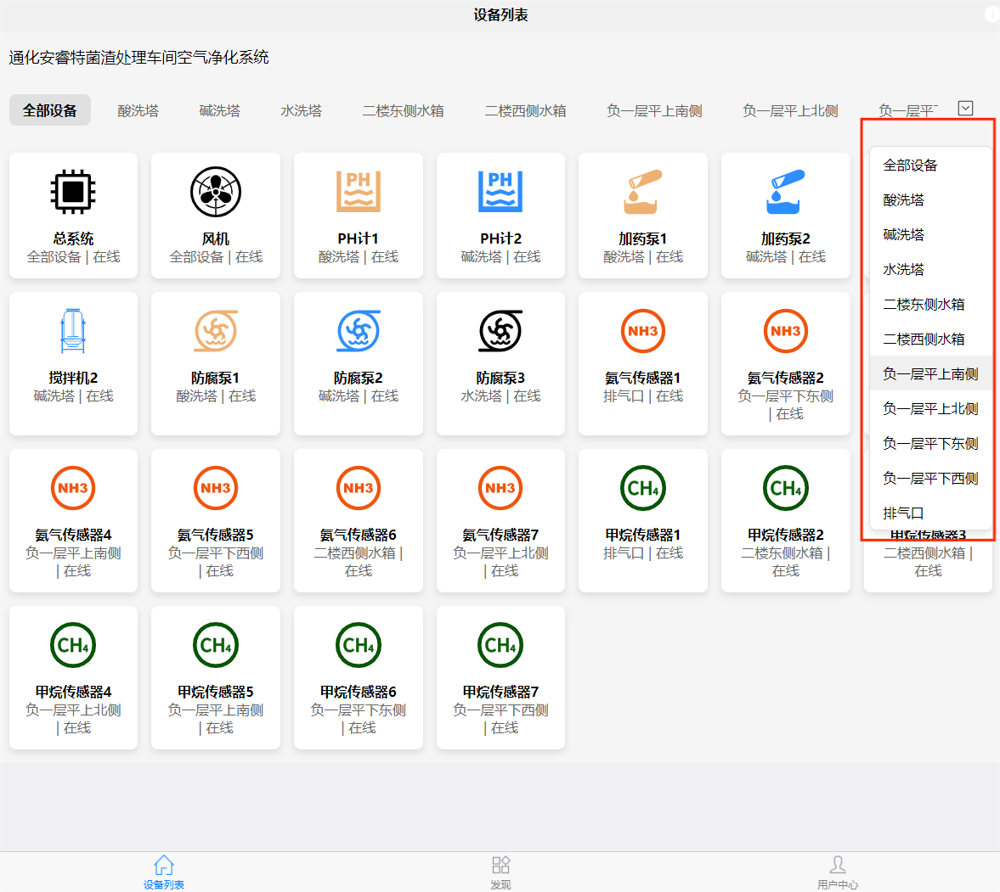 设备列表
通化安睿特菌渣处理车间空气净化系统
全部设备 酸洗塔 碱洗塔 水洗塔 二楼东侧水箱 二楼西侧水箱 负一层平上南侧 负一层平上北侧 负一层平
全部设备
酸洗塔
碱洗塔
水洗塔
二楼东侧水箱
二楼西侧水箱
负一层平上南侧
负一层平上北侧
负一层平下东侧
负一层平下西侧
排气口
PH PH
总系统 风机 PH计1 PH计2 加药泵1 加药泵2
全部设备 | 在线 全部设备 | 在线 酸洗塔 | 在线 碱洗塔 | 在线 酸洗塔 | 在线 碱洗塔 | 在线
NH3 NH3
搅拌机2 防腐泵1 防腐泵2 防腐泵3 氨气传感器1 氨气传感器2
碱洗塔 | 在线 酸洗塔 | 在线 碱洗塔 | 在线 水洗塔 | 在线 排气口 | 在线 负一层平下东侧
| 在线
NH3 NH3 NH3 NH3 CH₄ CH₄
氨气传感器4 氨气传感器5 氨气传感器6 氨气传感器7 甲烷传感器1 甲烷传感器2 甲烷传感器3
负一层平上南侧 负一层平下西侧 二楼西侧水箱 | 负一层平上北侧 排气口 | 在线 二楼东侧水箱 | 二楼西侧水箱 |
| 在线 | 在线 在线 | 在线 在线 在线
CH₄ CH₄ CH₄ CH₄
甲烷传感器4 甲烷传感器5 甲烷传感器6 甲烷传感器7
负一层平上北侧 负一层平上南侧 负一层平下东侧 负一层平下西侧
| 在线 | 在线 | 在线 | 在线
设备列表 发现 用户中心